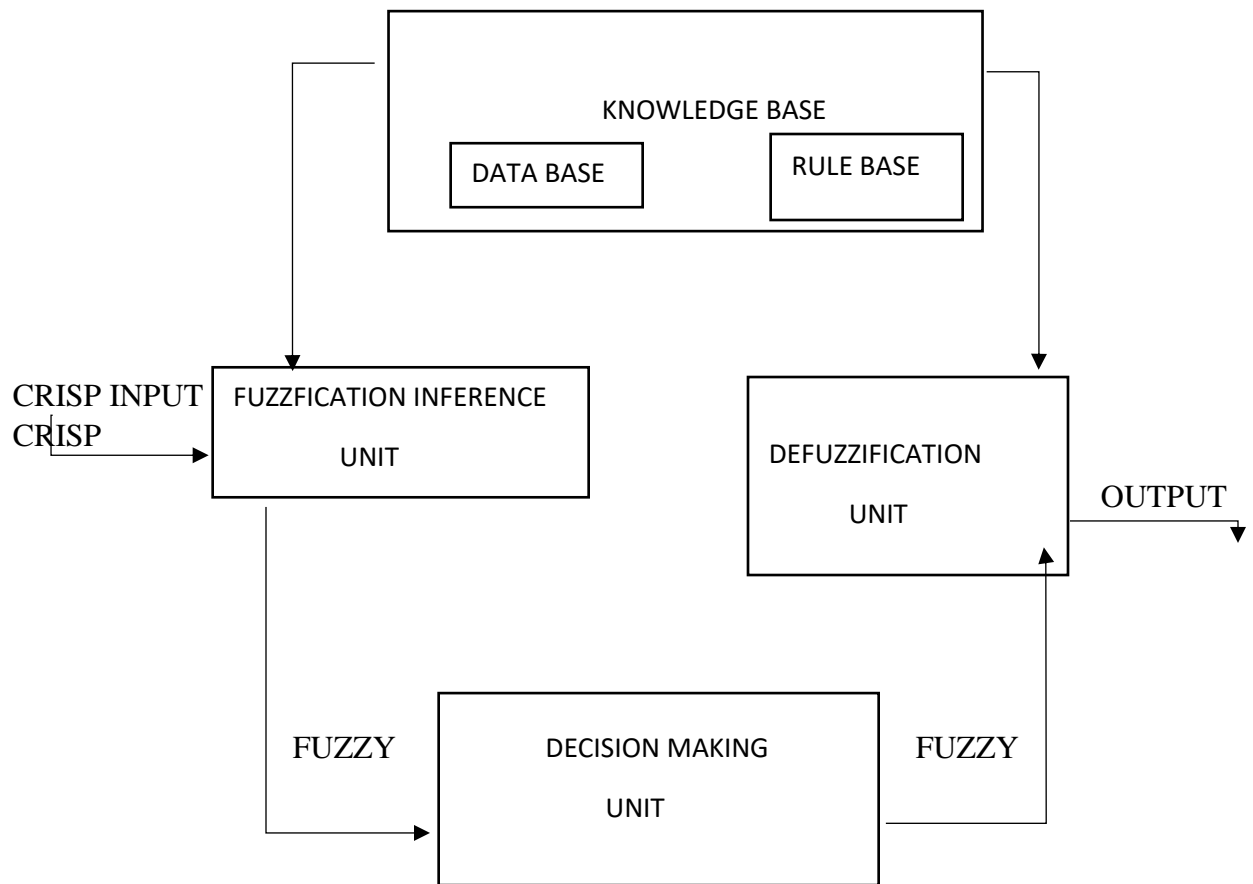 KNOWLEDGE BASE
DATA BASE
RULE BASE
CRISP INPUT
CRISP
FUZZFICATION INFERENCE
UNIT
DEFUZZIFICATION
UNIT
OUTPUT
FUZZY
DECISION MAKING
UNIT
FUZZY